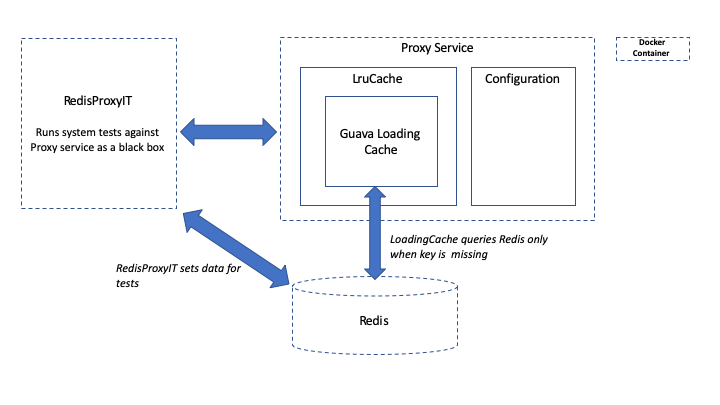 Proxy Service
Docker
Container
RedisProxyIT
Runs system tests against
Proxy service as a black box
LruCache
Guava Loading
Cache
Configuration
LoadingCache queries Redis only
when key is  missing
RedisProxyIT sets data for
tests
Redis